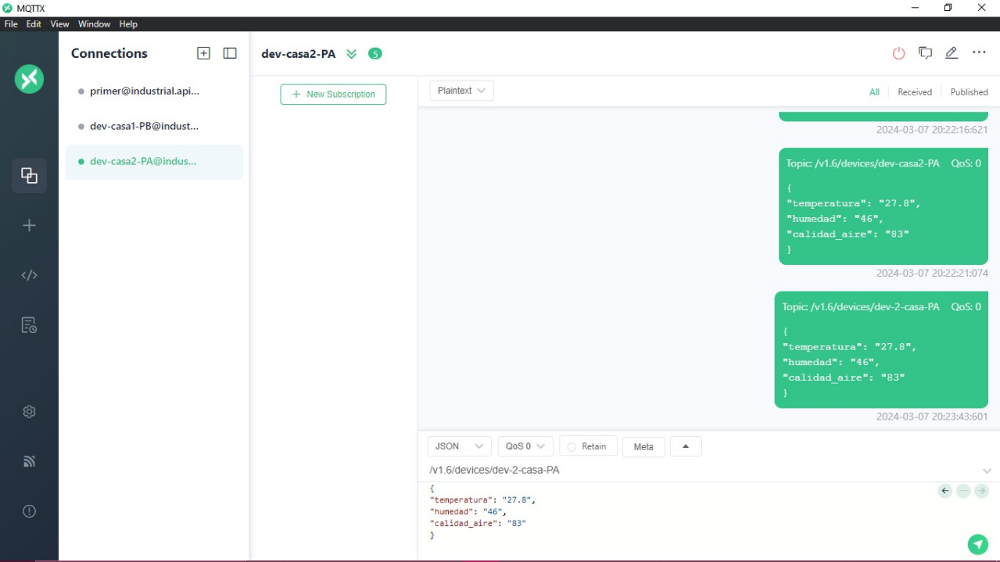 MQTTX
File Edit View Window Help
Connections
primer@industrial.api...
dev-casa1-PB@indust...
dev-casa2-PA@indus...
dev-casa2-PA 5
+ New Subscription
Plaintext
All Received Published
2024-03-07 20:22:16:621
Topic: /v1.6/devices/dev-casa2-PA QoS: 0
{
"temperatura": "27.8",
"humedad": "46",
"calidad_aire": "83"
}
2024-03-07 20:22:21:074
Topic: /v1.6/devices/dev-2-casa-PA QoS: 0
{
"temperatura": "27.8",
"humedad": "46",
"calidad_aire": "83"
}
2024-03-07 20:23:43:601
JSON QoS 0 Retain Meta
/v1.6/devices/dev-2-casa-PA
{
"temperatura": "27.8",
"humedad": "46",
"calidad_aire": "83"
}